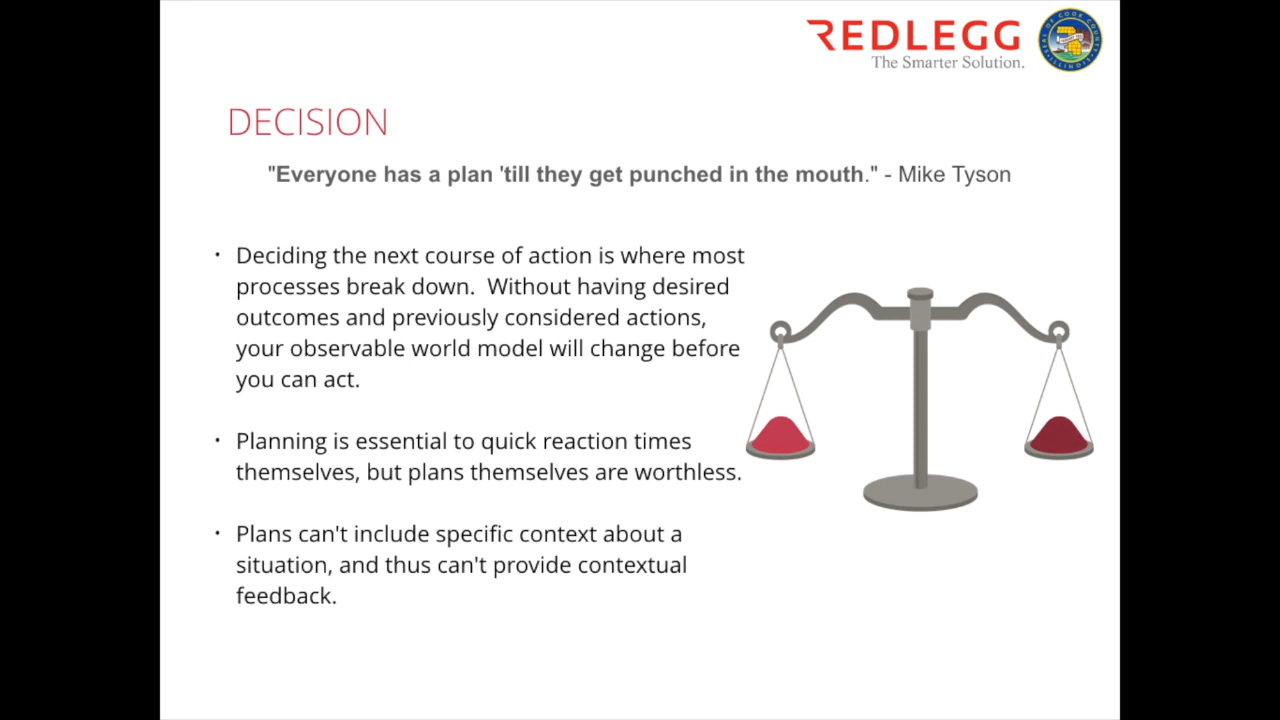 REDLEGG
The Smarter Solution.
DECISION
"Everyone has a plan 'till they get punched in the mouth." - Mike Tyson
• Deciding the next course of action is where most
processes break down.  Without having desired
outcomes and previously considered actions,
your observable world model will change before
you can act.
• Planning is essential to quick reaction times
themselves, but plans themselves are worthless.
• Plans can't include specific context about a
situation, and thus can't provide contextual
feedback.